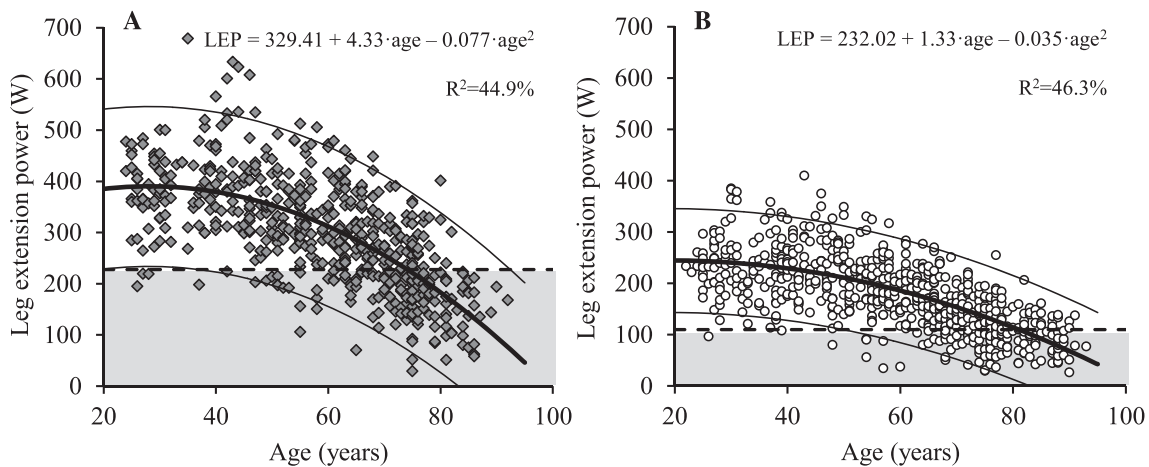 A
LEP = 329.41 + 4.33·age – 0.077·age²
R²=44.9%
Leg extension power (W)
700
600
500
400
300
200
100
0
20 40 60 80 100
Age (years)
B
LEP = 232.02 + 1.33·age – 0.035·age²
R²=46.3%
Leg extension power (W)
700
600
500
400
300
200
100
0
20 40 60 80 100
Age (years)